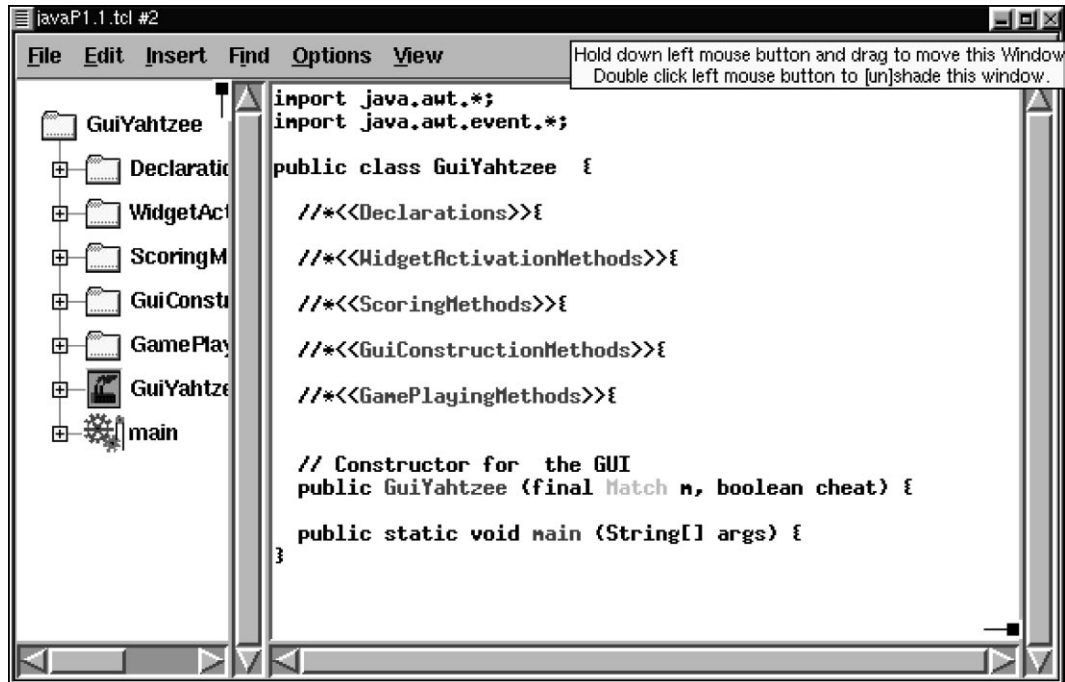 javaP1.1.tcl #2
File Edit Insert Find Options View
Hold down left mouse button and drag to move this Window
Double click left mouse button to [un]shade this window.
GuiYahtzee
Declaratio
WidgetAct
ScoringM
GuiConstr
GamePlay
GuiYahtze
main
import java.awt.*;
import java.awt.event.*;
public class GuiYahtzee {
//*<<Declarations>>{
//*<<WidgetActivationMethods>>{
//*<<ScoringMethods>>{
//*<<GuiConstructionMethods>>{
//*<<GamePlayingMethods>>{
// Constructor for the GUI
public GuiYahtzee (final Match m, boolean cheat) {
public static void main (String[] args) {
}